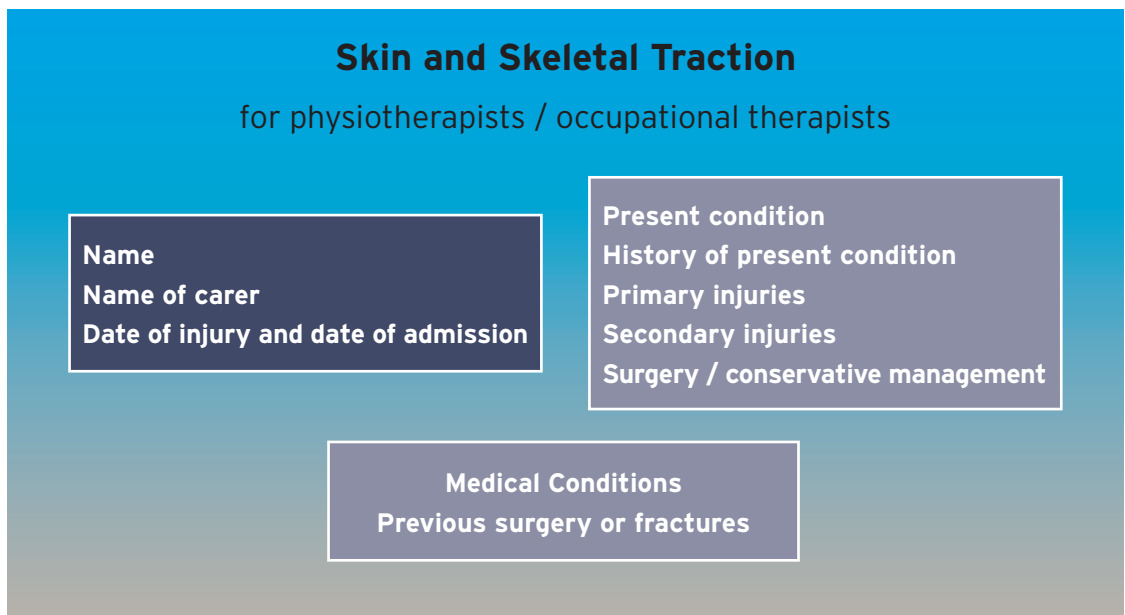 Skin and Skeletal Traction
for physiotherapists / occupational therapists
Name
Name of carer
Date of injury and date of admission
Present condition
History of present condition
Primary injuries
Secondary injuries
Surgery / conservative management
Medical Conditions
Previous surgery or fractures